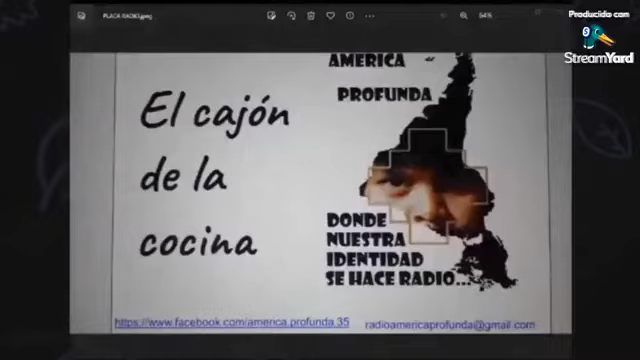 PLACA RADIO.jpeg
64%
Producido con
StreamYard
AMERICA
PROFUNDA
El cajón
de la
cocina
DONDE
NUESTRA
IDENTIDAD
SE HACE RADIO...
https://www.facebook.com/america.profunda.35
radioamericaprofunda@gmail.com